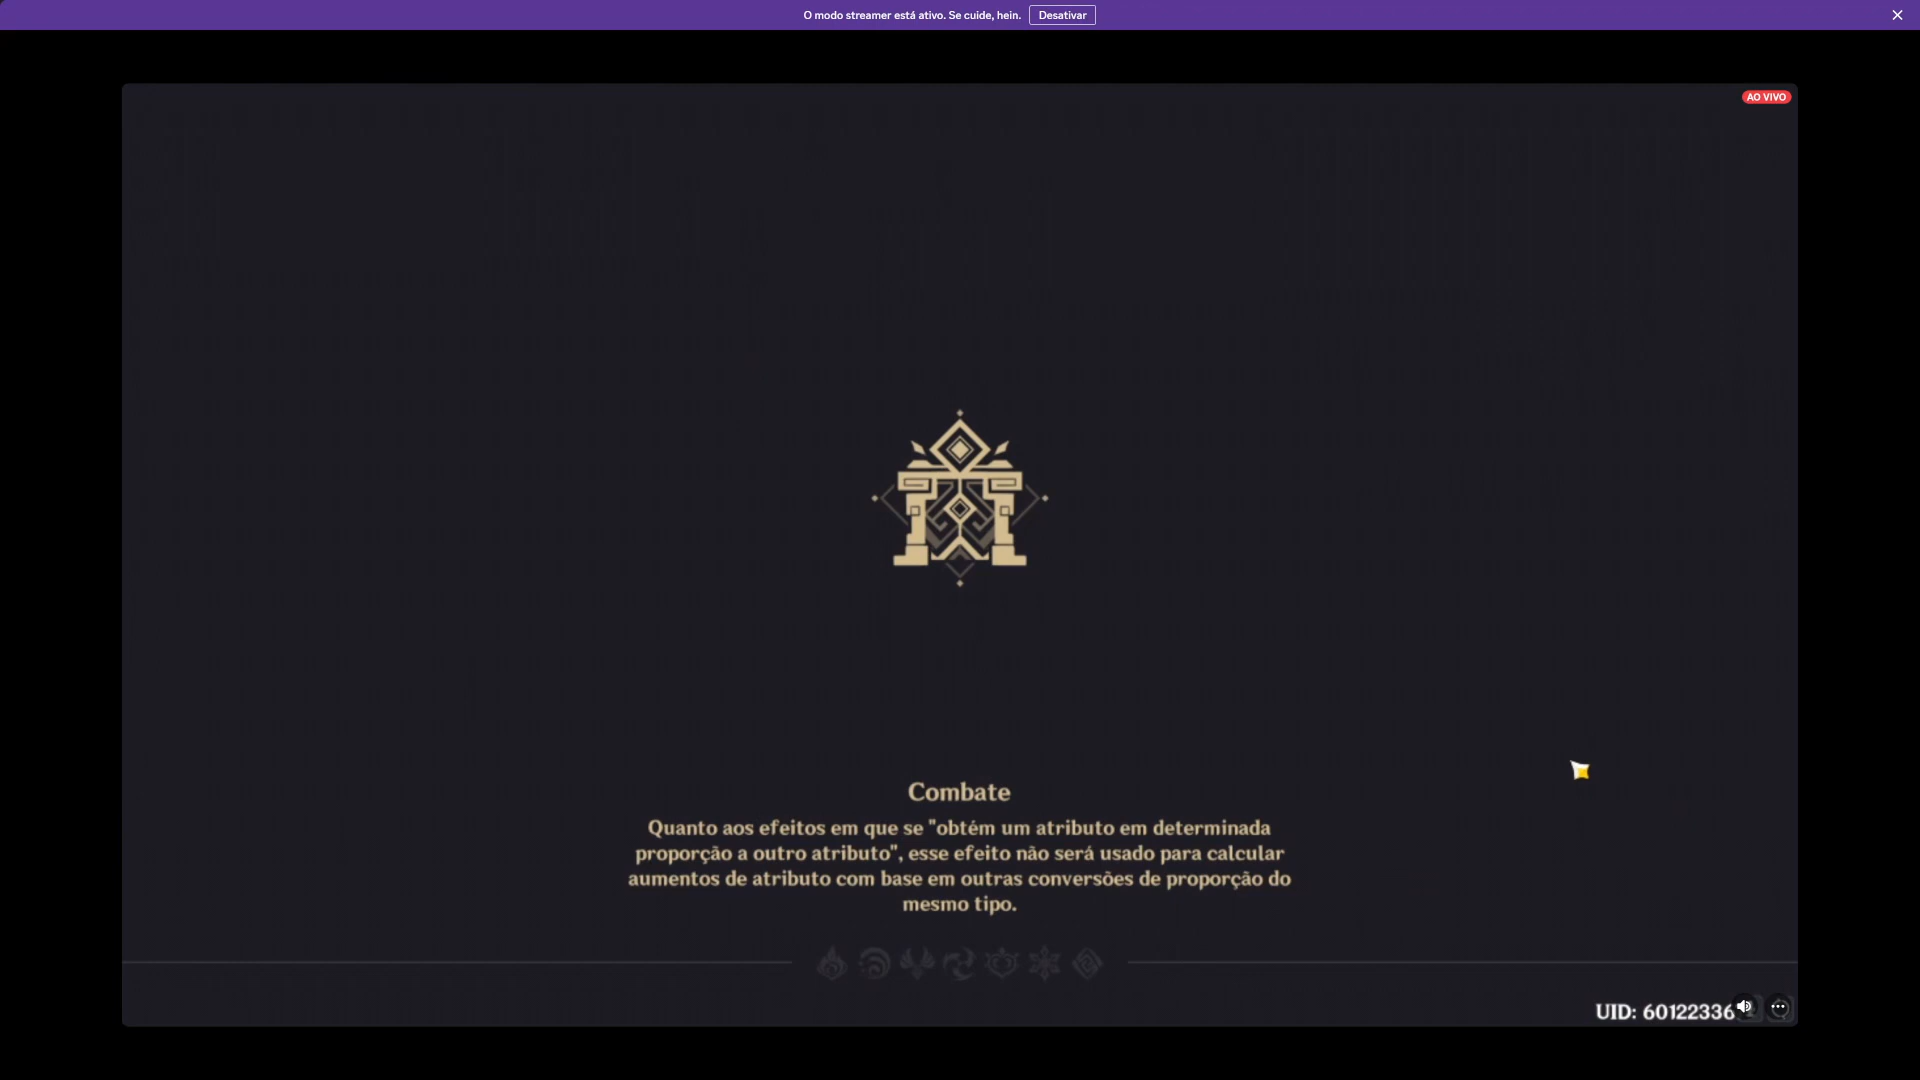 O modo streamer está ativo. Se cuide, hein.
Desativar
AO VIVO
Combate
Quanto aos efeitos em que se "obtém um atributo em determinada
proporção a outro atributo", esse efeito não será usado para calcular
aumentos de atributo com base em outras conversões de proporção do
mesmo tipo.
UID: 60122336